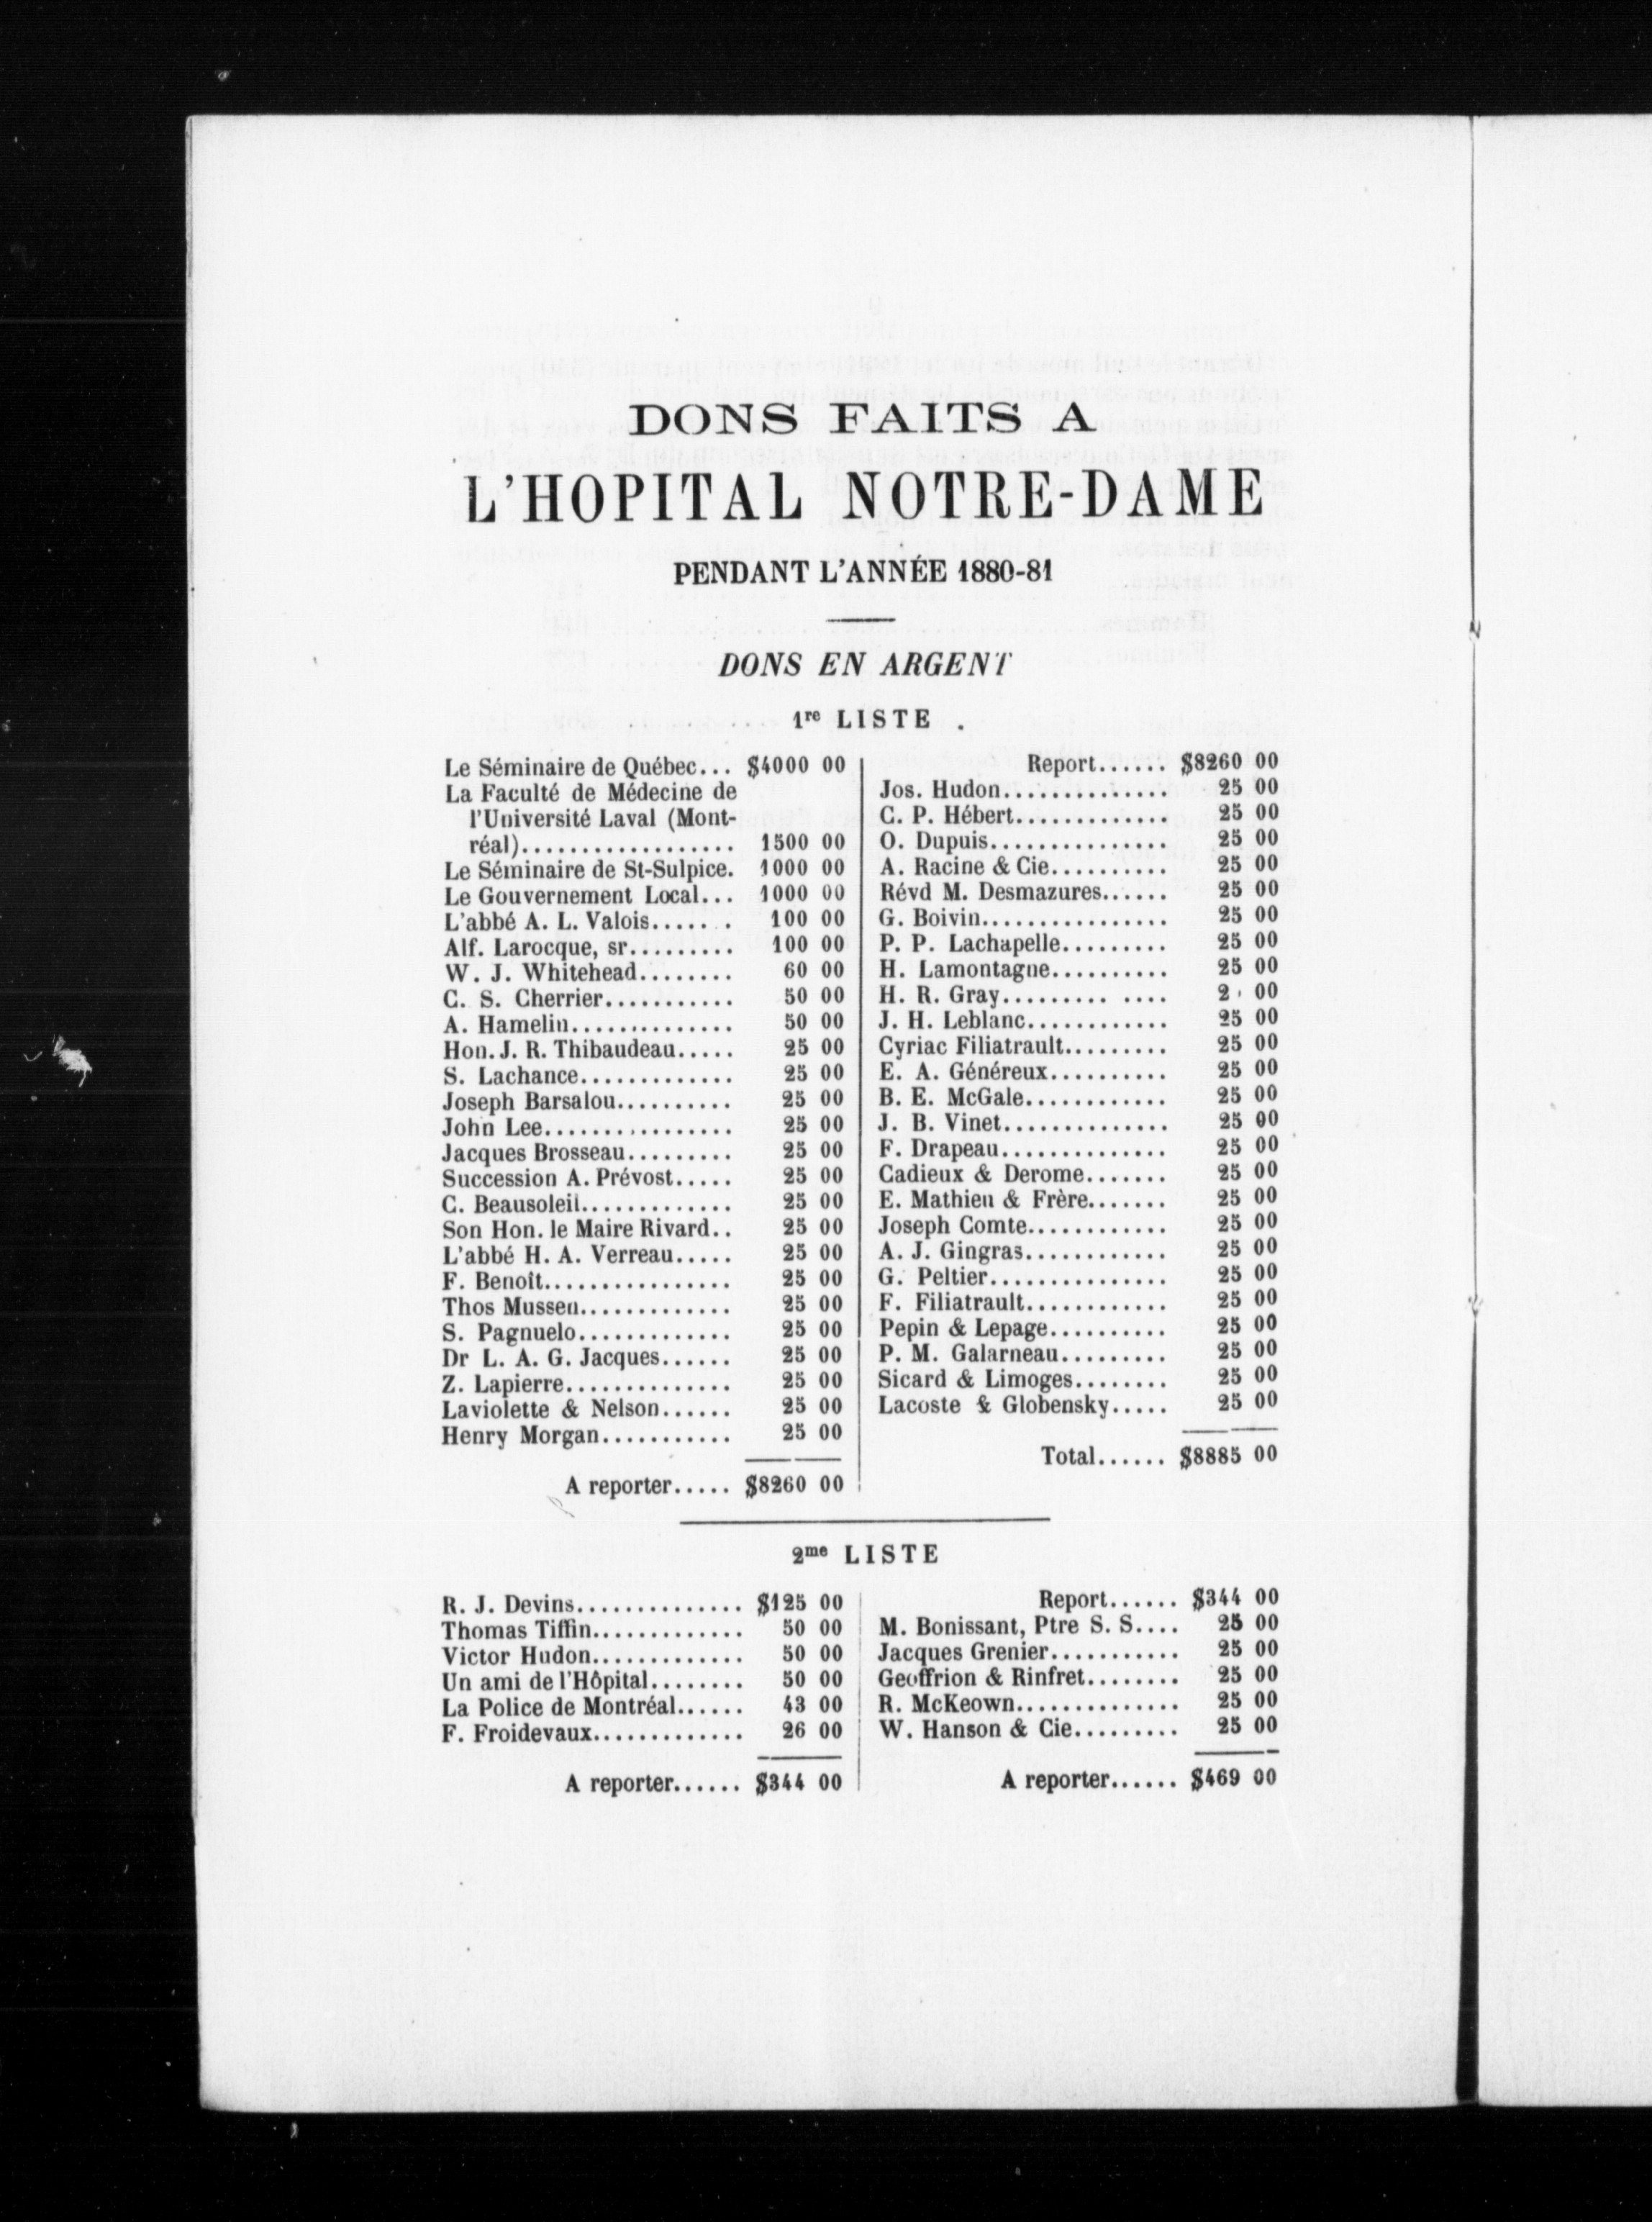 DONS FAITS A
L'HOPITAL NOTRE-DAME
PENDANT L'ANNÉE 1880-81
DONS EN ARGENT
1re LISTE .
Le Séminaire de Québec... $4000 00
La Faculté de Médecine de
l'Université Laval (Mont-
réal).................. 1500 00
Le Séminaire de St-Sulpice. 1000 00
Le Gouvernement Local... 1000 00
L'abbé A. L. Valois...... . 100 00
Alf. Larocque, sr......... 100 00
W. J. Whitehead........ 60 00
C. S. Cherrier........... 50 00
A. Hamelin.............. 50 00
Hon. J. R. Thibaudeau..... 25 00
S. Lachance............. 25 00
Joseph Barsalou.......... 25 00
John Lee................ 25 00
Jacques Brosseau......... 25 00
Succession A. Prévost..... 25 00
C. Beausoleil............. 25 00
Son Hon. le Maire Rivard.. 25 00
L'abbé H. A. Verreau..... 25 00
F. Benoît................ 25 00
Thos Mussen............. 25 00
S. Pagnuelo............. 25 00
Dr L. A. G. Jacques...... 25 00
Z. Lapierre.............. 25 00
Laviolette & Nelson...... 25 00
Henry Morgan........... 25 00
A reporter..... $8260 00
Report...... $8260 00
Jos. Hudon.............. 25 00
C. P. Hébert............. 25 00
O. Dupuis............... 25 00
A. Racine & Cie.......... 25 00
Révd M. Desmazures...... 25 00
G. Boivin................ 25 00
P. P. Lachapelle......... 25 00
H. Lamontagne.......... 25 00
H. R. Gray......... .... 2 00
J. H. Leblanc............ 25 00
Cyriac Filiatrault......... 25 00
E. A. Généreux.......... 25 00
B. E. McGale............ 25 00
J. B. Vinet.............. 25 00
F. Drapeau.............. 25 00
Cadieux & Derome....... 25 00
E. Mathieu & Frère....... 25 00
Joseph Comte............ 25 00
A. J. Gingras............ 25 00
G. Peltier............... 25 00
F. Filiatrault............ 25 00
Pepin & Lepage.......... 25 00
P. M. Galarneau......... 25 00
Sicard & Limoges........ 25 00
Lacoste & Globensky..... 25 00
Total...... $8885 00
2me LISTE
R. J. Devins.............. $125 00
Thomas Tiffin............. 50 00
Victor Hudon............. 50 00
Un ami de l'Hôpital........ 50 00
La Police de Montréal...... 43 00
F. Froidevaux............. 26 00
A reporter...... $344 00
Report...... $344 00
M. Bonissant, Ptre S. S.... 25 00
Jacques Grenier........... 25 00
Geoffrion & Rinfret........ 25 00
R. McKeown.............. 25 00
W. Hanson & Cie......... 25 00
A reporter...... $469 00